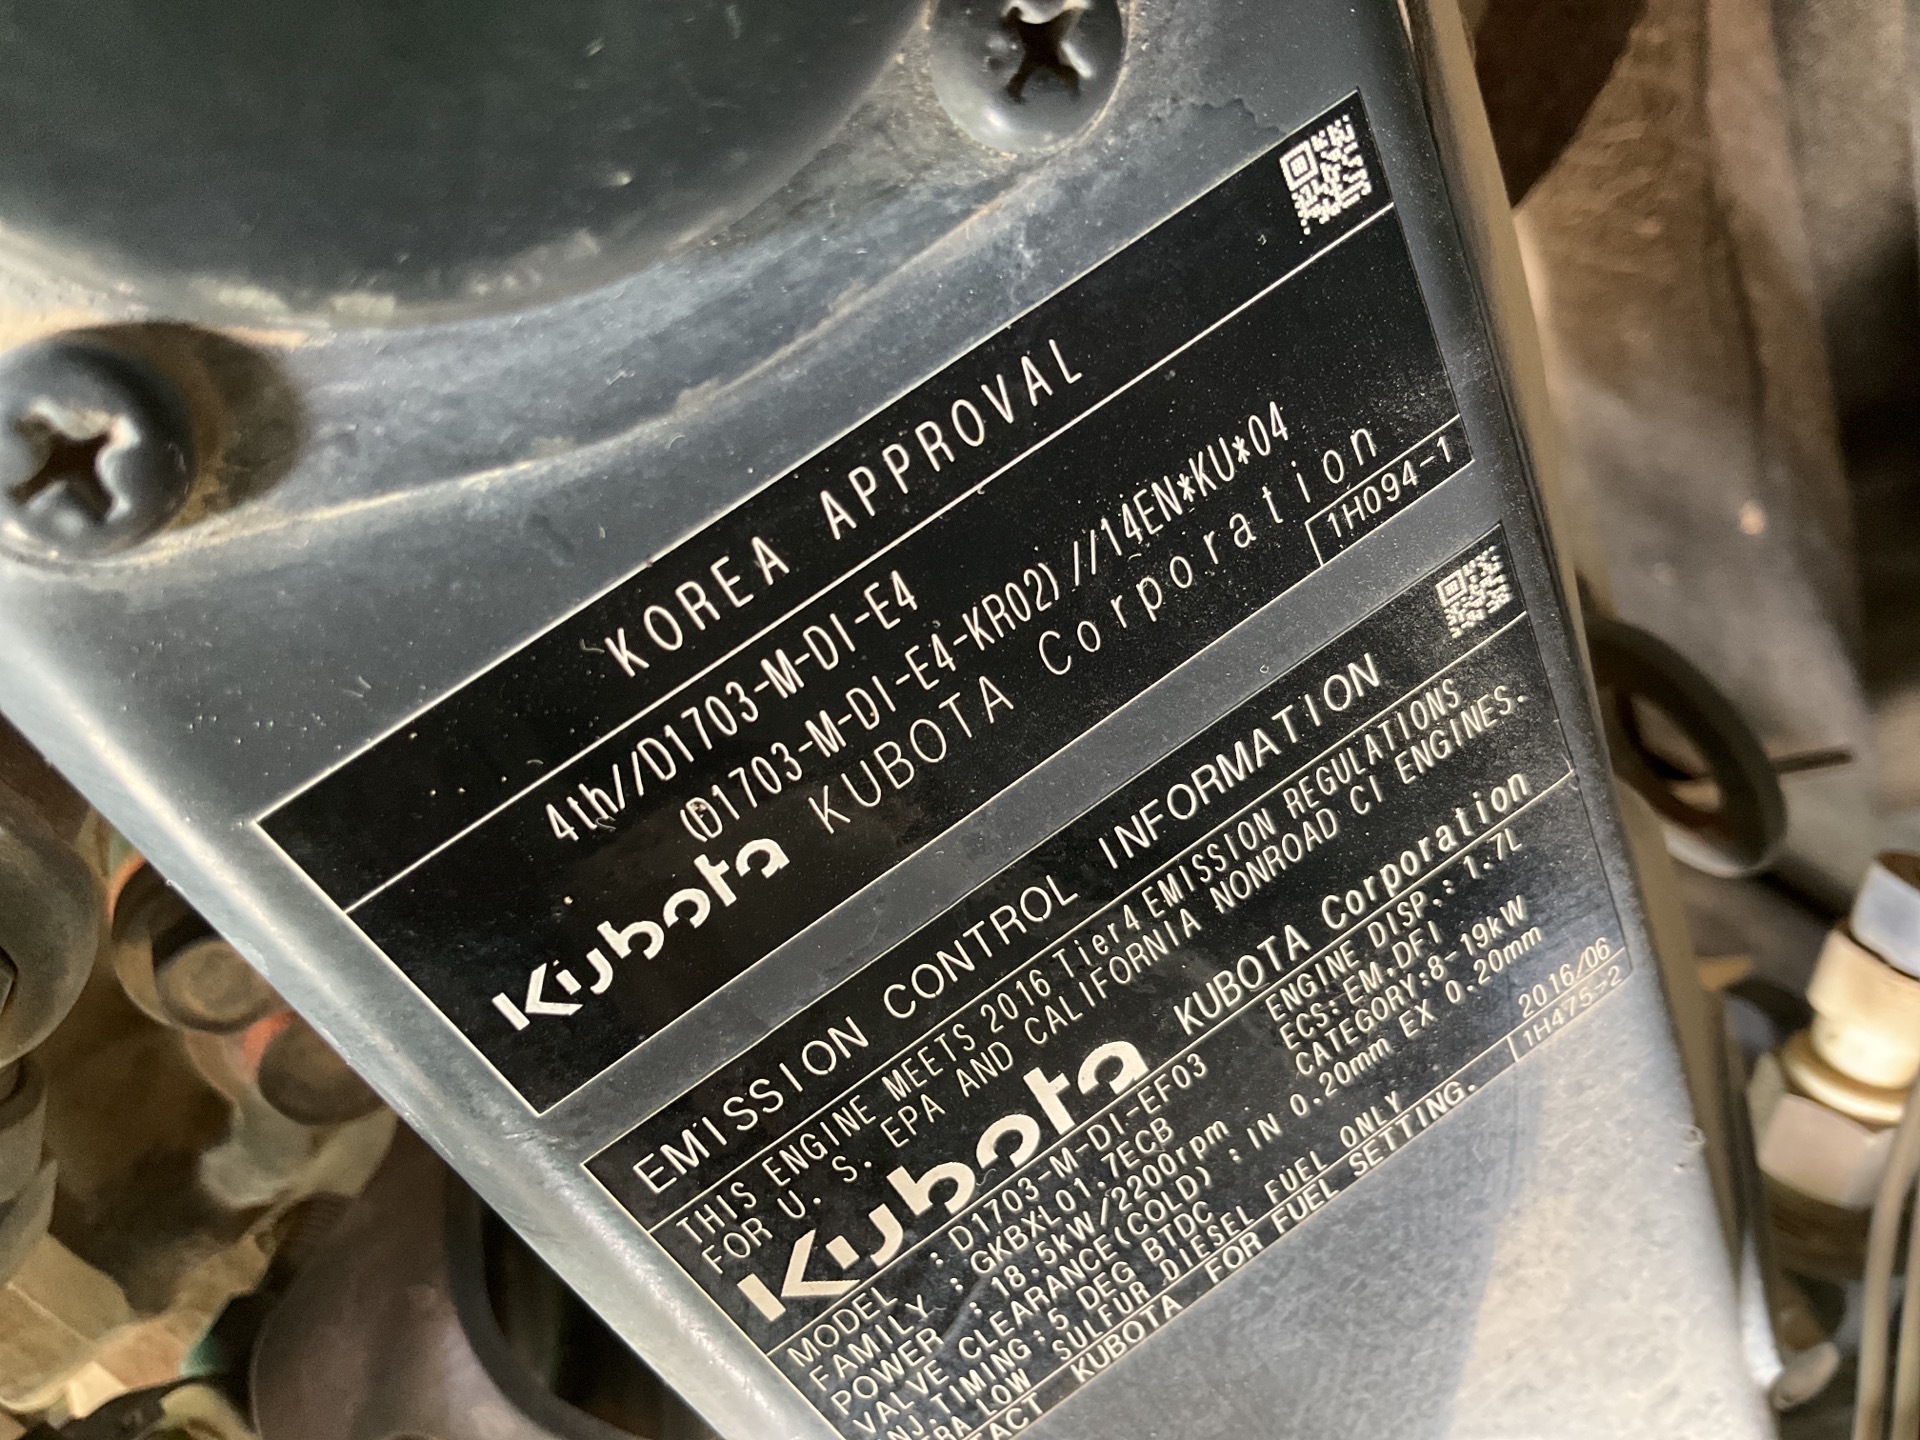 KOREA APPROVAL
4th//D1703-M-DI-E4
(D1703-M-DI-E4-KR02)//14EN*KU*04
Kubota KUBOTA Corporation
1H094-1
EMISSION CONTROL INFORMATION
THIS ENGINE MEETS 2016 Tier4 EMISSION REGULATIONS
FOR U.S. EPA AND CALIFORNIA NONROAD CI ENGINES.
Kubota KUBOTA Corporation
MODEL : D1703-M-DI-EF03 ENGINE DISP.: 1.7L
FAMILY : GKBXL01.7ECB ECS: EM,DFI
POWER : 18.5kW/2200rpm CATEGORY:8-19kW
VALVE CLEARANCE(COLD) : IN 0.20mm EX 0.20mm
NJ.TIMING:5 DEG BTDC 2016/06
RA LOW SULFUR DIESEL FUEL ONLY
TACT KUBOTA FOR FUEL SETTING. 1H475-2